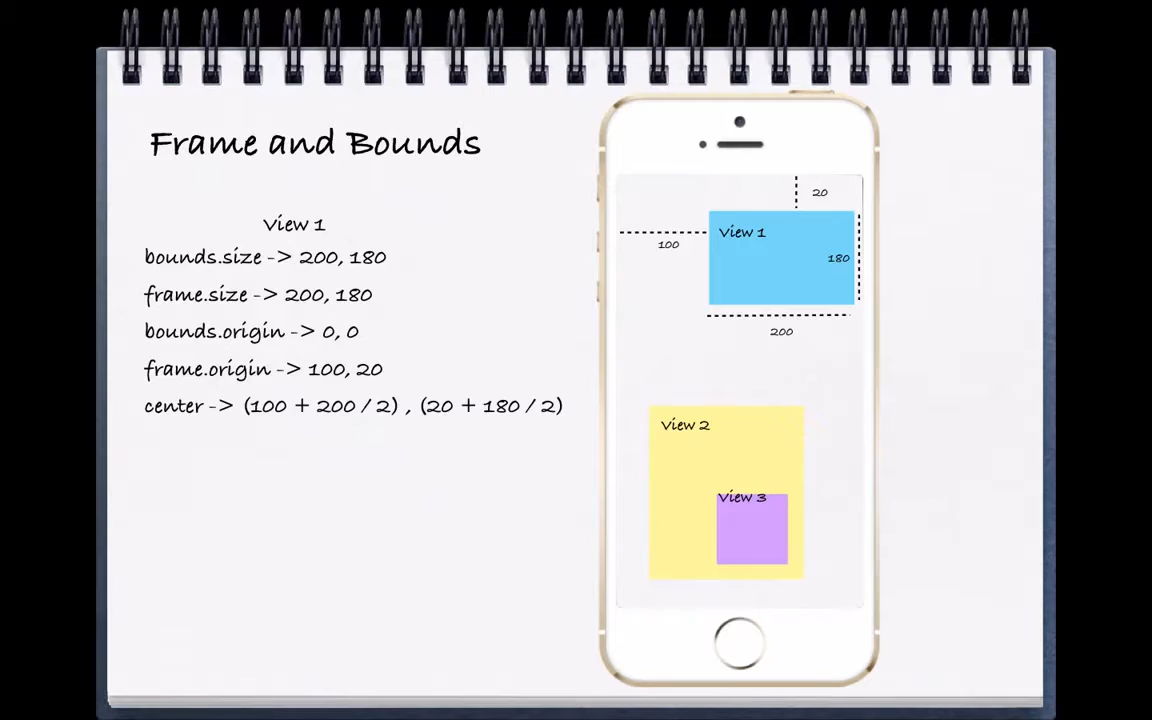 Frame and Bounds
View 1
bounds.size -> 200, 180
frame.size -> 200, 180
bounds.origin -> 0, 0
frame.origin -> 100, 20
center -> (100 + 200 / 2) , (20 + 180 / 2)
20
100
View 1
180
200
View 2
View 3